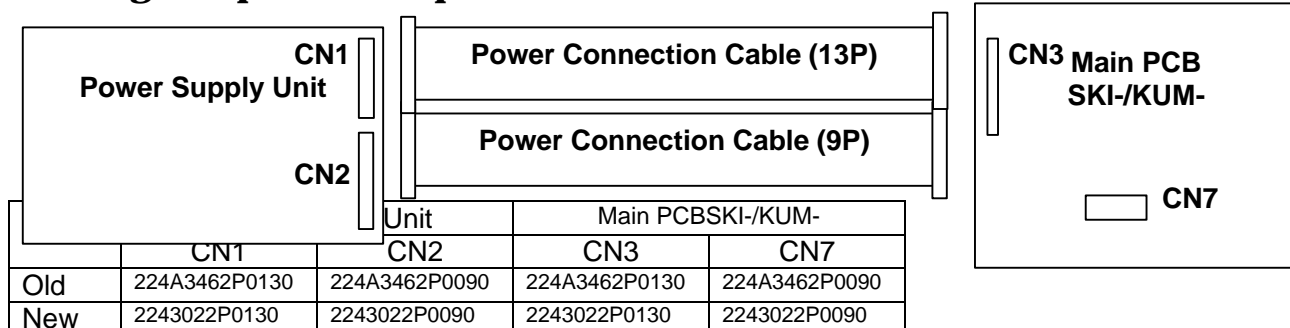 CN1
Power Supply Unit
CN2
Power Connection Cable (13P)
Power Connection Cable (9P)
CN3 Main PCB
SKI-/KUM-
CN7
Unit Main PCBSKI-/KUM-
CN1 CN2 CN3 CN7
Old 224A3462P0130 224A3462P0090 224A3462P0130 224A3462P0090
New 2243022P0130 2243022P0090 2243022P0130 2243022P0090